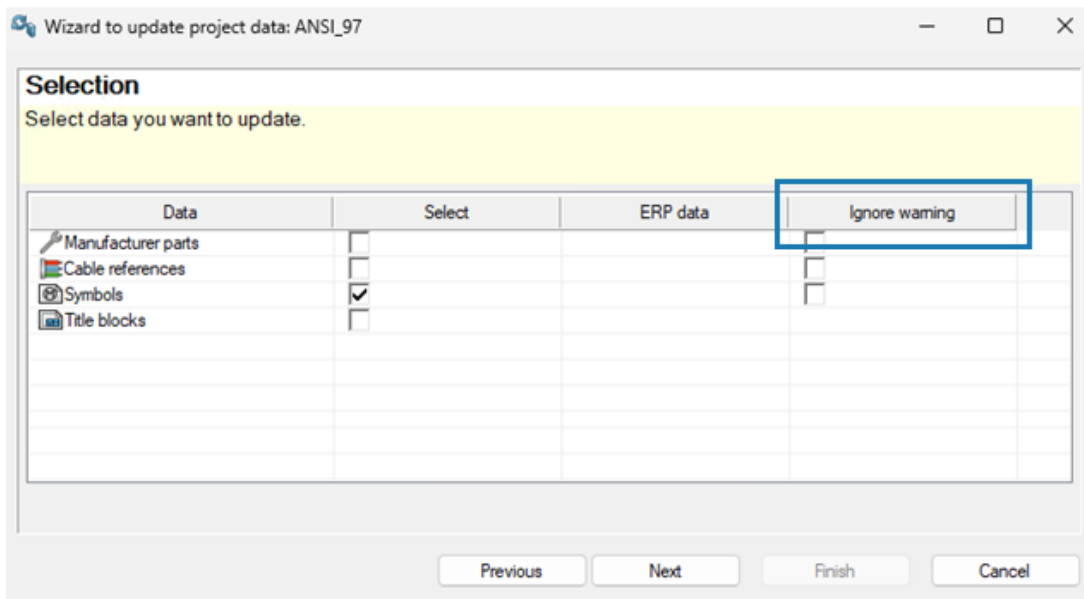 Wizard to update project data: ANSI_97
Selection
Select data you want to update.
Data Select ERP data Ignore warning
Manufacturer parts
Cable references
Symbols
Title blocks
Previous Next Finish Cancel